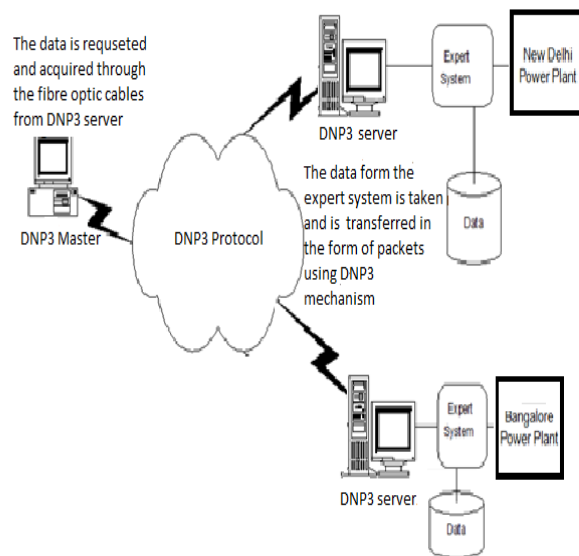 The data is requseted
and acquired through
the fibre optic cables
from DNP3 server
DNP3 Master
DNP3 Protocol
DNP3 server
Expert
System
New Delhi
Power Plant
Data
The data form the
expert system is taken
and is transferred in
the form of packets
using DNP3
mechanism
DNP3 server
Expert
System
Bangalore
Power Plant
Data